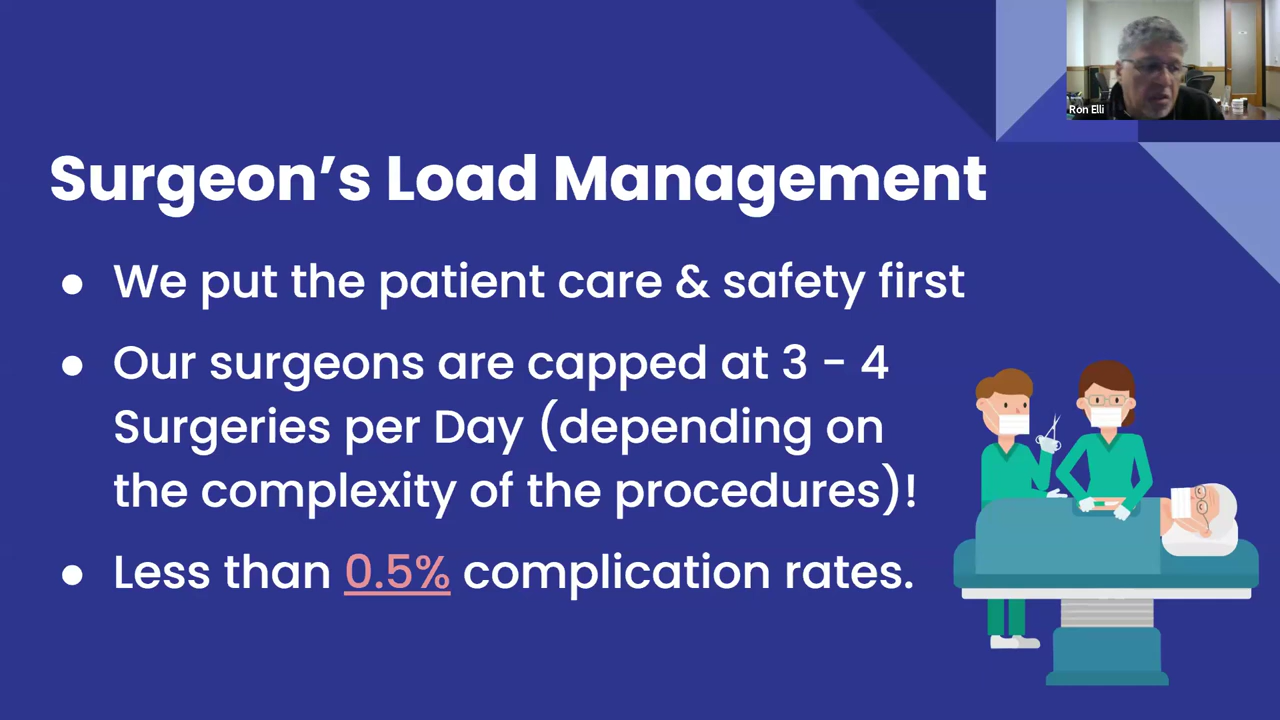 Ron Elli
Surgeon’s Load Management
● We put the patient care & safety first
● Our surgeons are capped at 3 - 4
Surgeries per Day (depending on
the complexity of the procedures)!
● Less than 0.5% complication rates.